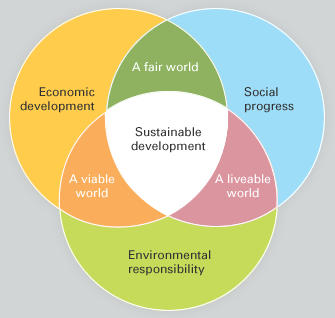 A fair world
Economic
development
Social
progress
Sustainable
development
A viable
world
A liveable
world
Environmental
responsibility